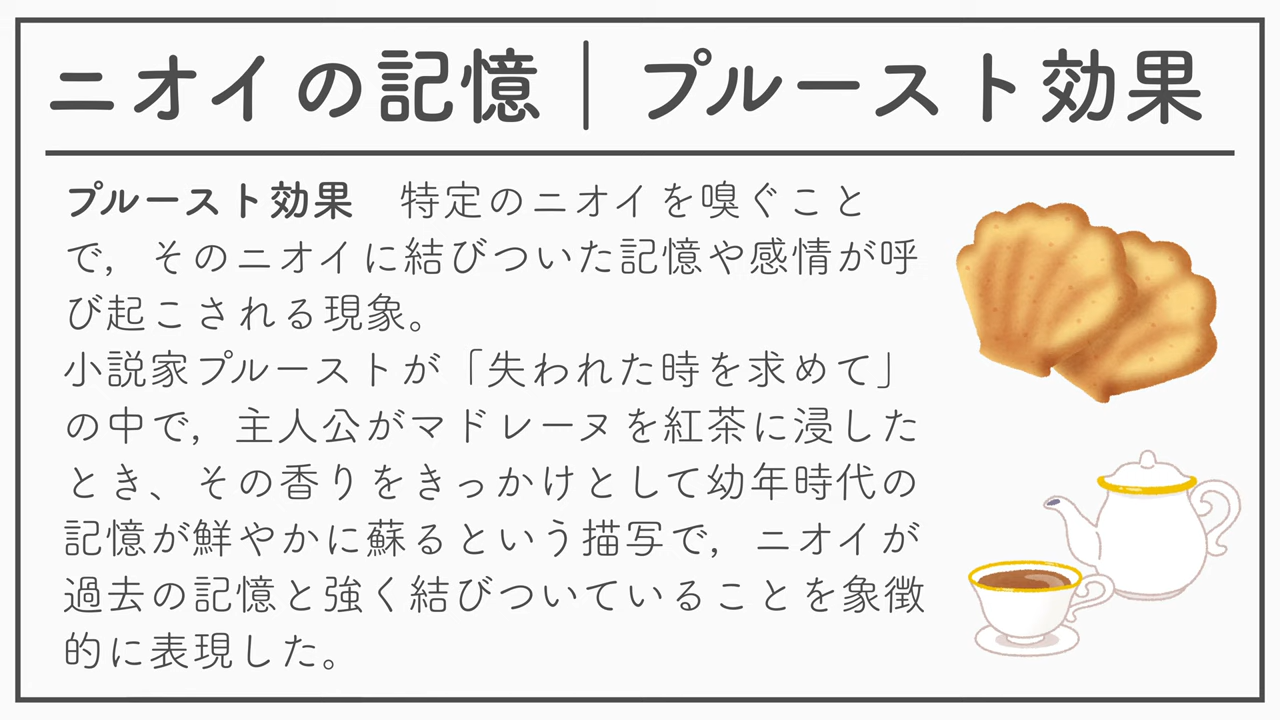 ニオイの記憶｜プルースト効果
プルースト効果　特定のニオイを嗅ぐこと
で，そのニオイに結びついた記憶や感情が呼
び起こされる現象。
小説家プルーストが「失われた時を求めて」
の中で，主人公がマドレーヌを紅茶に浸した
とき、その香りをきっかけとして幼年時代の
記憶が鮮やかに蘇るという描写で，ニオイが
過去の記憶と強く結びついていることを象徴
的に表現した。